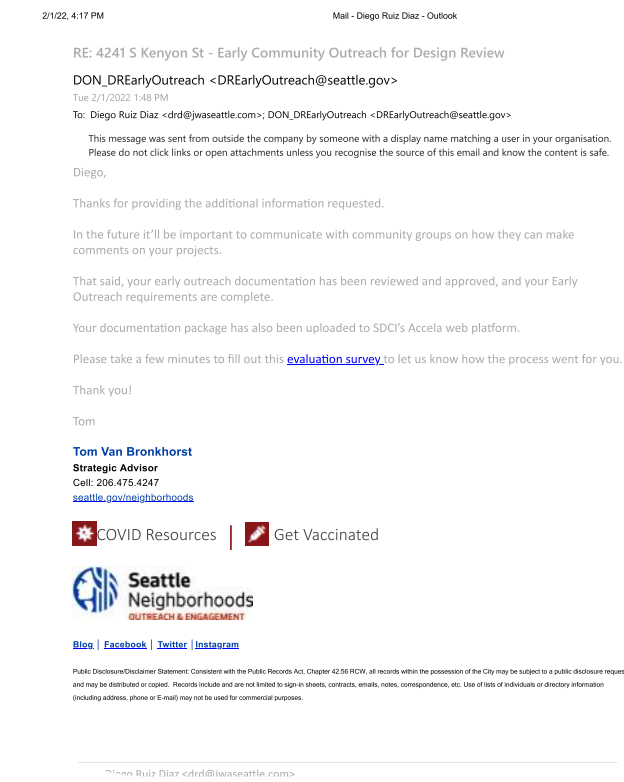 2/1/22, 4:17 PM Mail - Diego Ruiz Diaz - Outlook
RE: 4241 S Kenyon St - Early Community Outreach for Design Review
DON_DREarlyOutreach <DREarlyOutreach@seattle.gov>
Tue 2/1/2022 1:48 PM
To: Diego Ruiz Diaz <drd@jwaseattle.com>; DON_DREarlyOutreach <DREarlyOutreach@seattle.gov>
This message was sent from outside the company by someone with a display name matching a user in your organisation.
Please do not click links or open attachments unless you recognise the source of this email and know the content is safe.
Diego,
Thanks for providing the additional information requested.
In the future it'll be important to communicate with community groups on how they can make
comments on your projects.
That said, your early outreach documentation has been reviewed and approved, and your Early
Outreach requirements are complete.
Your documentation package has also been uploaded to SDCI's Accela web platform.
Please take a few minutes to fill out this evaluation survey to let us know how the process went for you.
Thank you!
Tom
Tom Van Bronkhorst
Strategic Advisor
Cell: 206.475.4247
seattle.gov/neighborhoods
COVID Resources | Get Vaccinated
Seattle
Neighborhoods
OUTREACH & ENGAGEMENT
Blog | Facebook | Twitter | Instagram
Public Disclosure/Disclaimer Statement: Consistent with the Public Records Act, Chapter 42.56 RCW, all records within the possession of the City may be subject to a public disclosure reques
and may be distributed or copied. Records include and are not limited to sign-in sheets, contracts, emails, notes, correspondence, etc. Use of lists of individuals or directory information
(including address, phone or E-mail) may not be used for commercial purposes.
Diego Ruiz Diaz <drd@jwaseattle.com>